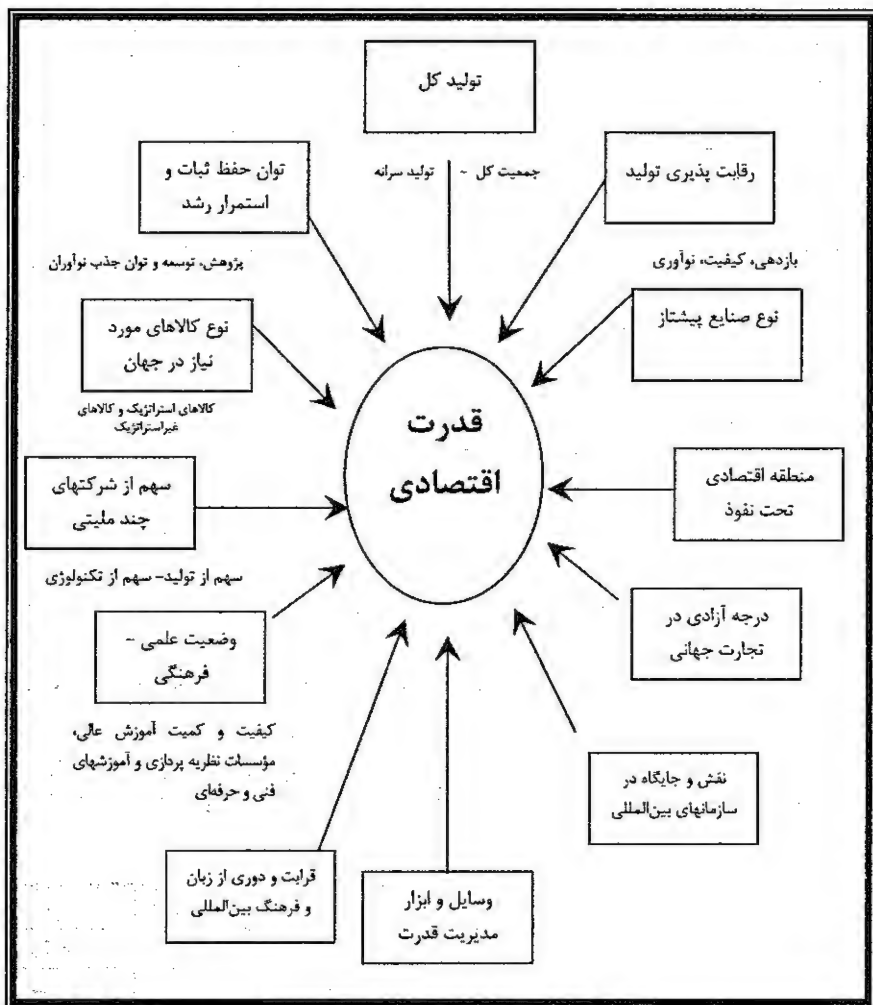 تولید کل
جمعیت کل ~ تولید سرانه
رقابت پذیری تولید
بازدهی، کیفیت، نوآوری
نوع صنایع پیشتاز
منطقه اقتصادی
تحت نفوذ
درجه آزادی در
تجارت جهانی
نقش و جایگاه در
سازمانهای بین‌المللی
وسایل و ابزار
مدیریت قدرت
قرابت و دوری از زبان
و فرهنگ بین‌المللی
وضعیت علمی ~
فرهنگی
کیفیت و کمیت آموزش عالی،
مؤسسات نظریه پردازی و آموزشهای
فنی و حرفه‌ای
سهم از شرکتهای
چند ملیتی
سهم از تولید– سهم از تکنولوژی
نوع کالاهای مورد
نیاز در جهان
کالاهای استراتژیک و کالاهای
غیراستراتژیک
توان حفظ ثبات و
استمرار رشد
پژوهش، توسعه و توان جذب نوآوران
قدرت
اقتصادی